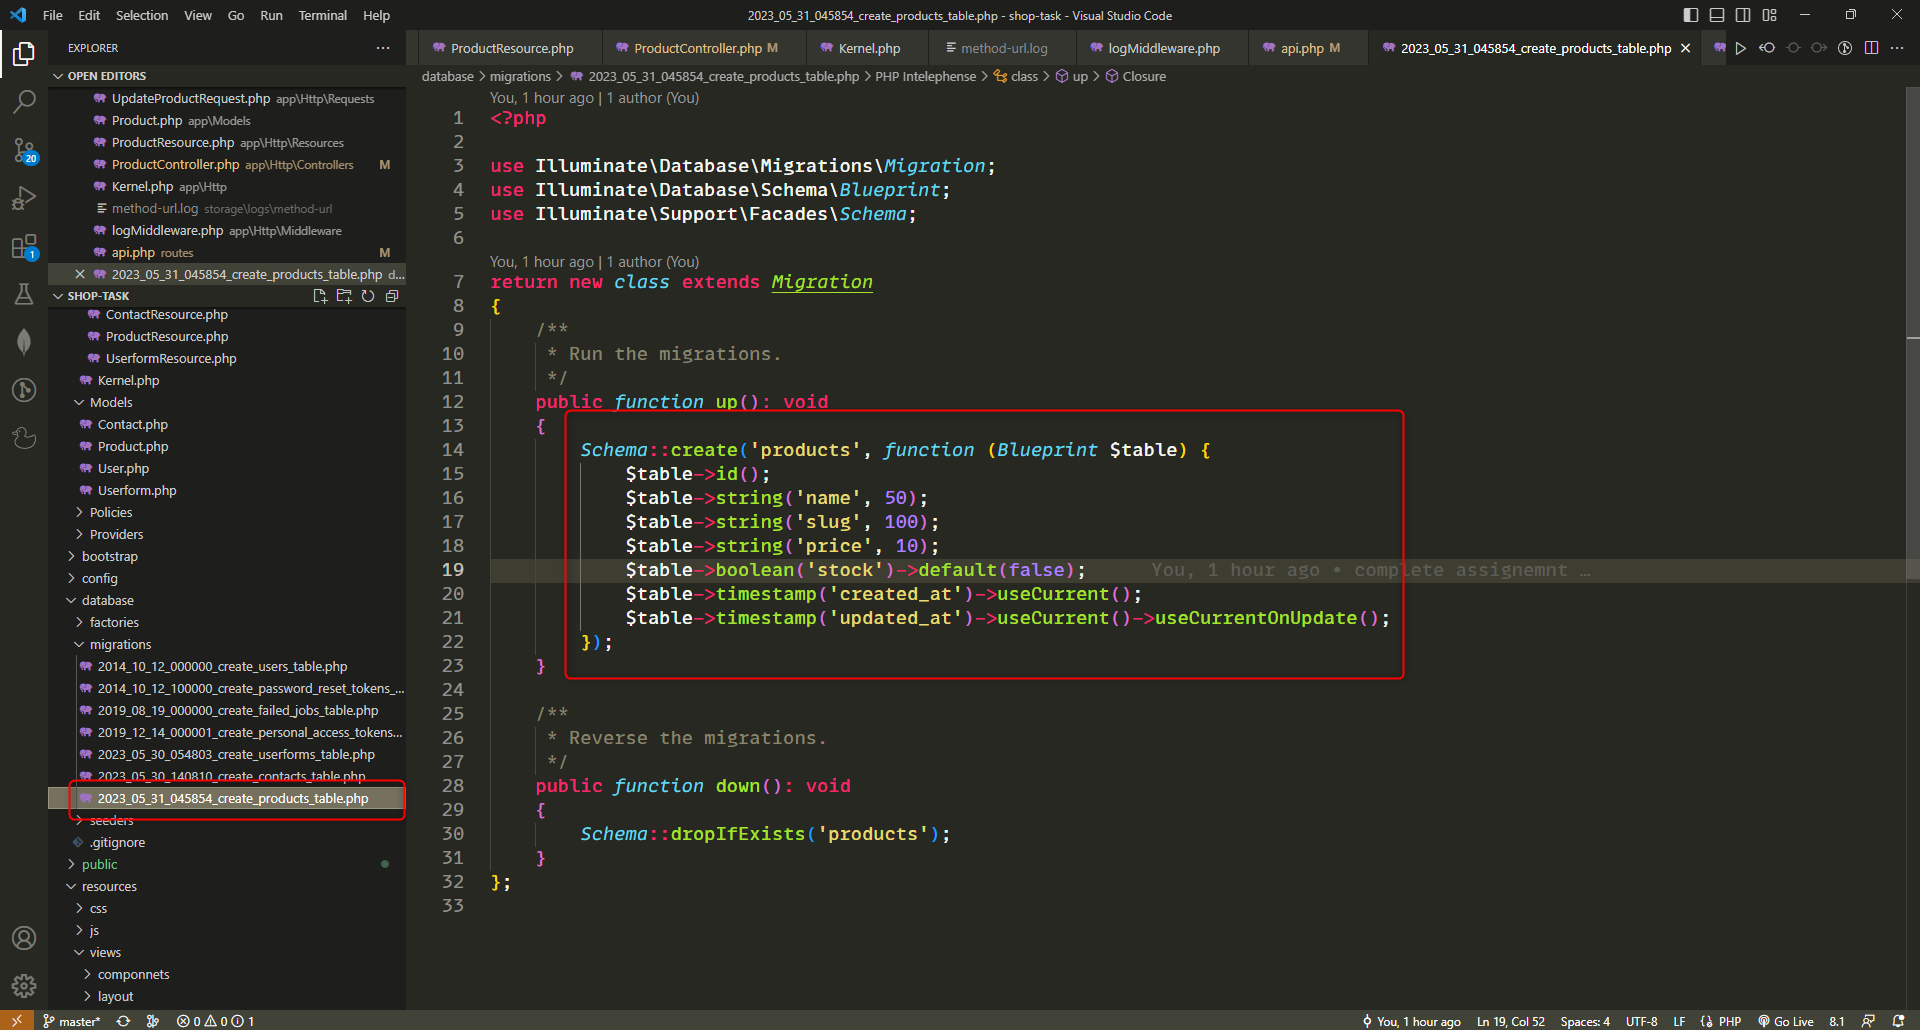 File Edit Selection View Go Run Terminal Help
2023_05_31_045854_create_products_table.php - shop-task - Visual Studio Code
EXPLORER
OPEN EDITORS
UpdateProductRequest.php app\Http\Requests
Product.php app\Models
ProductResource.php app\Http\Resources
ProductController.php app\Http\Controllers M
Kernel.php app\Http
method-url.log storage\logs\method-url
logMiddleware.php app\Http\Middleware
api.php routes M
2023_05_31_045854_create_products_table.php d...
SHOP-TASK
ContactResource.php
ProductResource.php
UserformResource.php
Kernel.php
Models
Contact.php
Product.php
User.php
Userform.php
Policies
Providers
bootstrap
config
database
factories
migrations
2014_10_12_000000_create_users_table.php
2014_10_12_100000_create_password_reset_tokens_...
2019_08_19_000000_create_failed_jobs_table.php
2019_12_14_000001_create_personal_access_tokens...
2023_05_30_054803_create_userforms_table.php
2023_05_30_140810_create_contacts_table.php
2023_05_31_045854_create_products_table.php
seeders
.gitignore
public
resources
css
js
views
componnets
layout
20
1
ProductResource.php ProductController.php M Kernel.php method-url.log logMiddleware.php api.php M 2023_05_31_045854_create_products_table.php
database > migrations > 2023_05_31_045854_create_products_table.php > PHP Intelephense > class > up > Closure
You, 1 hour ago | 1 author (You)
1 <?php
2
3 use Illuminate\Database\Migrations\Migration;
4 use Illuminate\Database\Schema\Blueprint;
5 use Illuminate\Support\Facades\Schema;
6
You, 1 hour ago | 1 author (You)
7 return new class extends Migration
8 {
9 /**
10 * Run the migrations.
11 */
12 public function up(): void
13 {
14 Schema::create('products', function (Blueprint $table) {
15 $table->id();
16 $table->string('name', 50);
17 $table->string('slug', 100);
18 $table->string('price', 10);
19 $table->boolean('stock')->default(false); You, 1 hour ago • complete assignemnt …
20 $table->timestamp('created_at')->useCurrent();
21 $table->timestamp('updated_at')->useCurrent()->useCurrentOnUpdate();
22 });
23 }
24
25 /**
26 * Reverse the migrations.
27 */
28 public function down(): void
29 {
30 Schema::dropIfExists('products');
31 }
32 };
33
master* 0 0 1 You, 1 hour ago Ln 19, Col 52 Spaces: 4 UTF-8 LF PHP Go Live 8.1